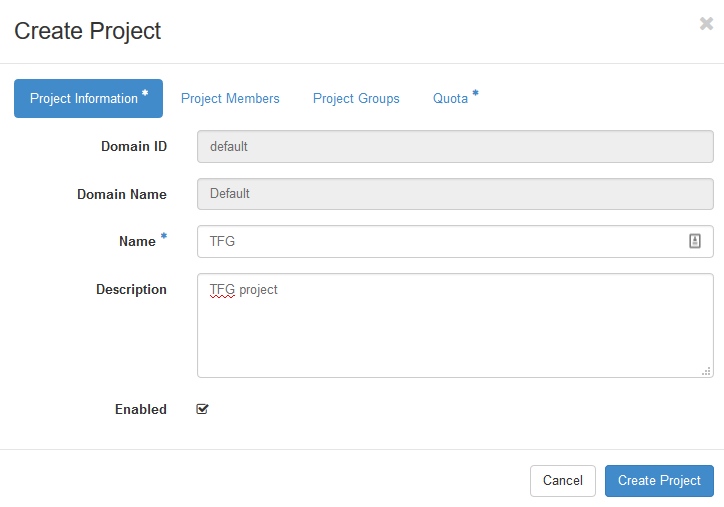 Create Project
Project Information * Project Members Project Groups Quota *
Domain ID default
Domain Name Default
Name * TFG
Description TFG project
Enabled
Cancel Create Project